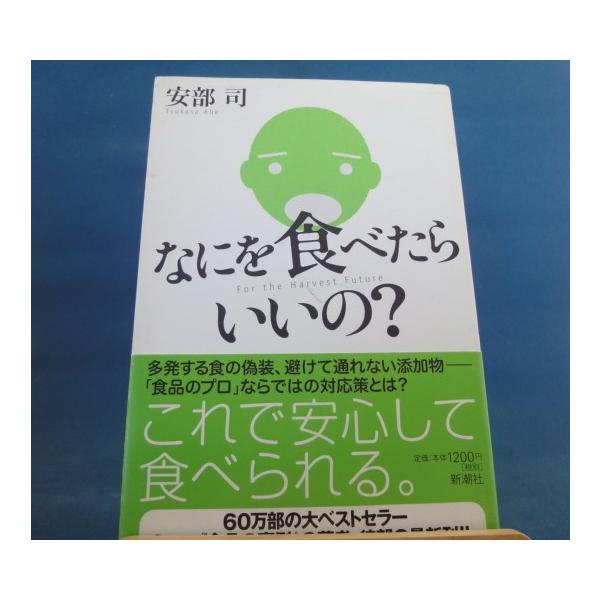 安部 司
Tsukasa Abe
なにを食べたら
For the Harvest Future
いいの?
多発する食の偽装、避けて通れない添加物——
「食品のプロ」ならではの対応策とは?
これで安心して
食べられる。
定価:本体1200円
[税別]
新潮社
60万部の大ベストセラー